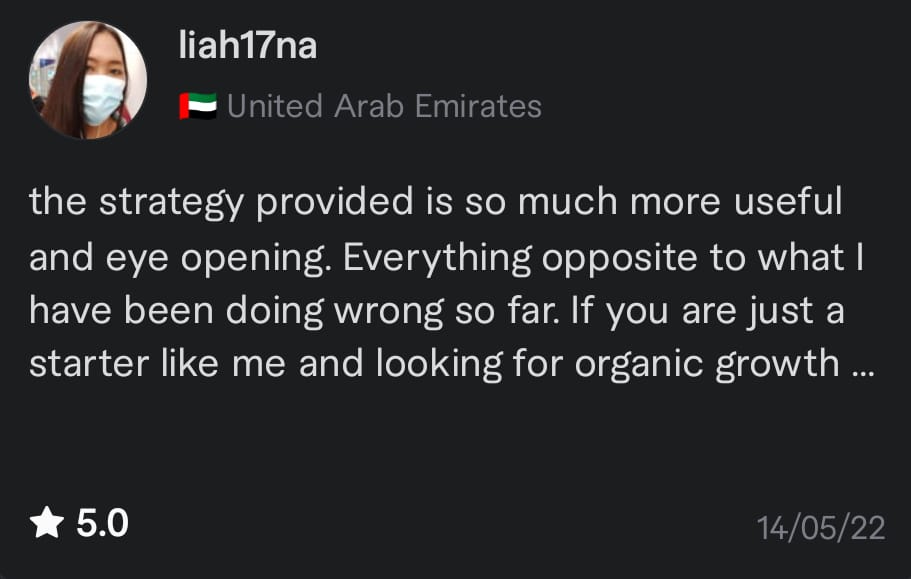 liah17na
United Arab Emirates
the strategy provided is so much more useful
and eye opening. Everything opposite to what I
have been doing wrong so far. If you are just a
starter like me and looking for organic growth ...
5.0
14/05/22